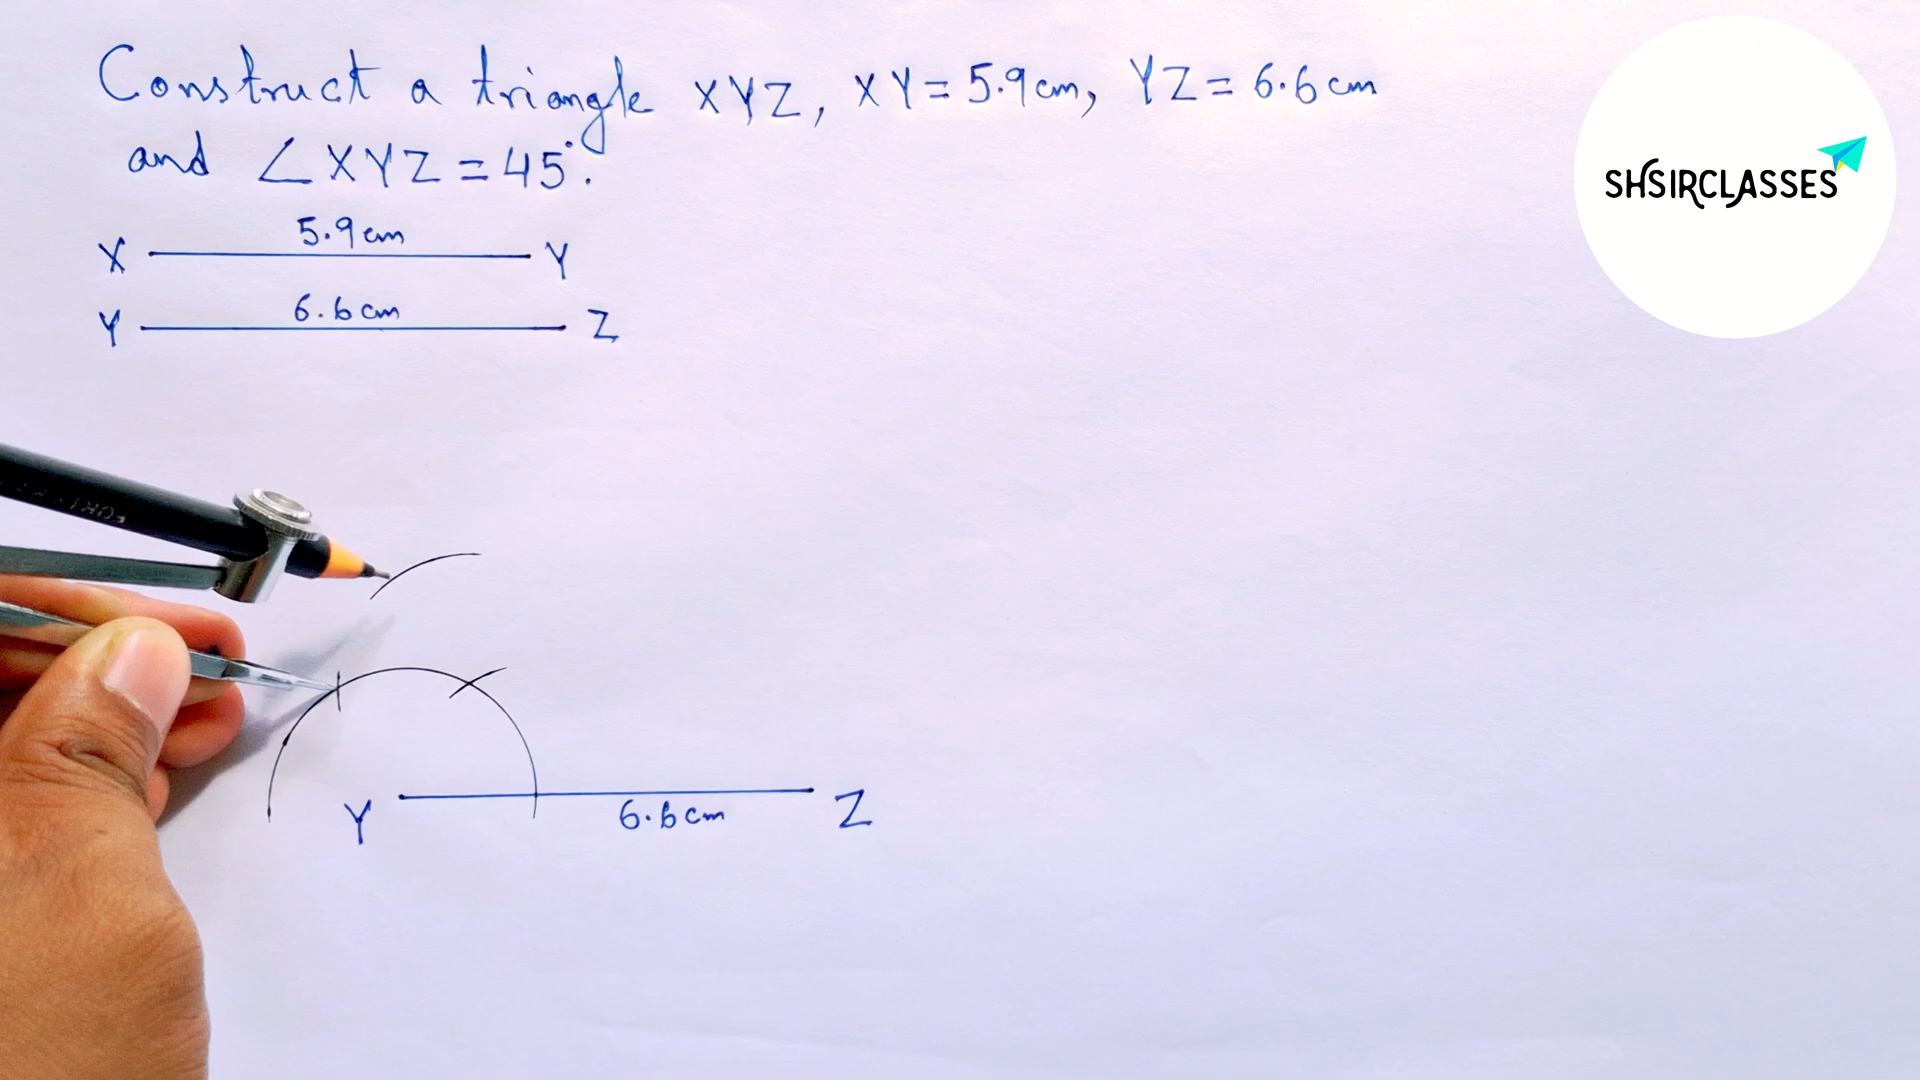 Construct a triangle XYZ, XY = 5.9 cm, YZ = 6.6 cm
and ∠XYZ = 45°.
5.9 cm
X Y
6.6 cm
Y Z
Y Z
6.6 cm
SHSIRCLASSES